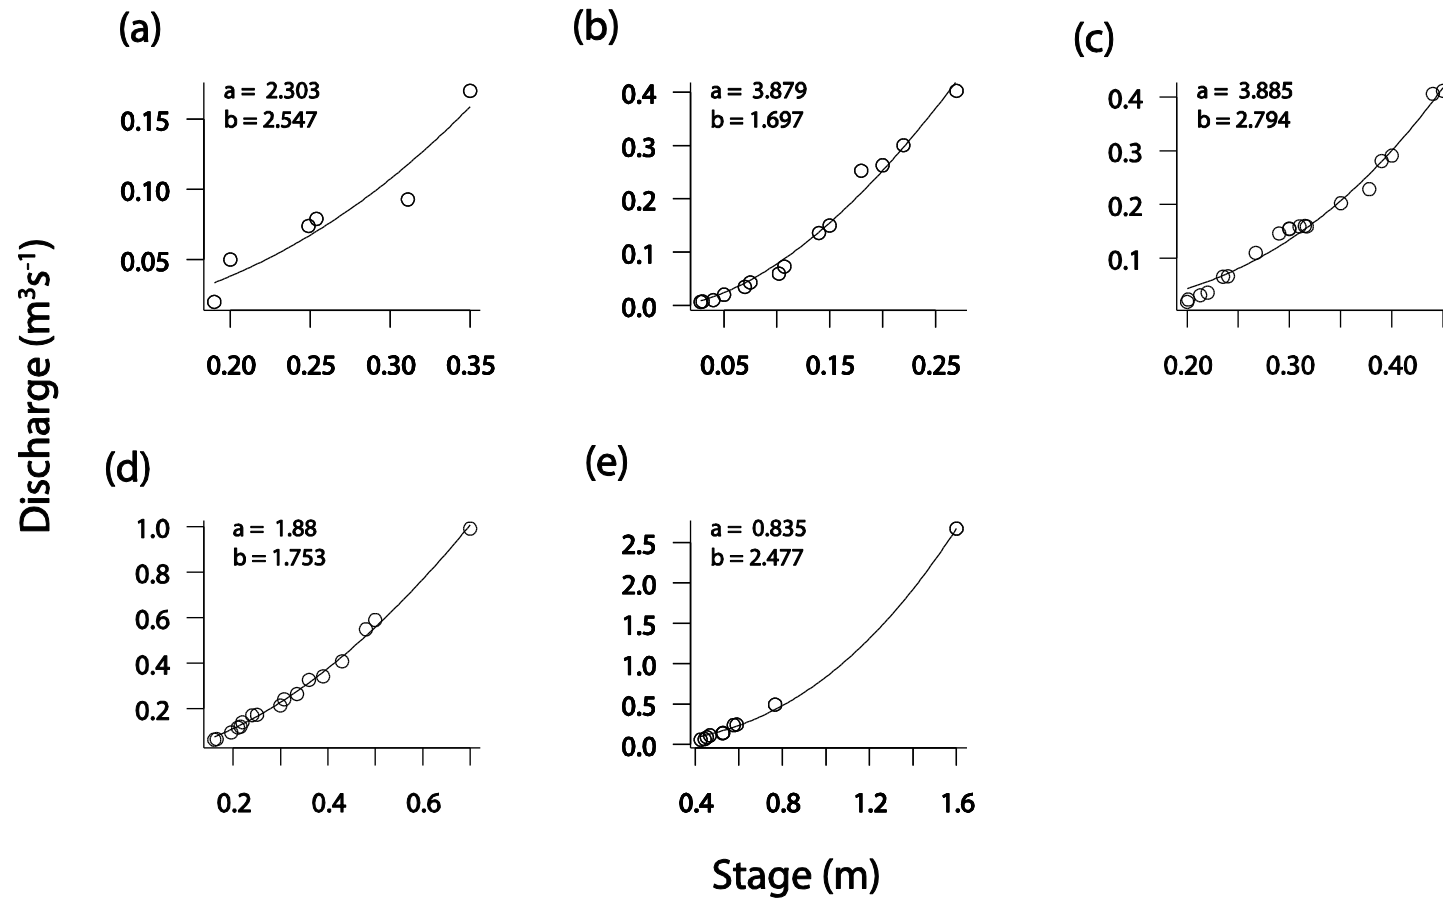 (a)
a = 2.303
b = 2.547
0.15
0.10
0.05
0.20 0.25 0.30 0.35
(b)
a = 3.879
b = 1.697
0.4
0.3
0.2
0.1
0.0
0.05 0.15 0.25
(c)
a = 3.885
b = 2.794
0.4
0.3
0.2
0.1
0.20 0.30 0.40
Discharge (m³s⁻¹)
(d)
a = 1.88
b = 1.753
1.0
0.8
0.6
0.4
0.2
0.2 0.4 0.6
(e)
a = 0.835
b = 2.477
2.5
2.0
1.5
1.0
0.5
0.0
0.4 0.8 1.2 1.6
Stage (m)